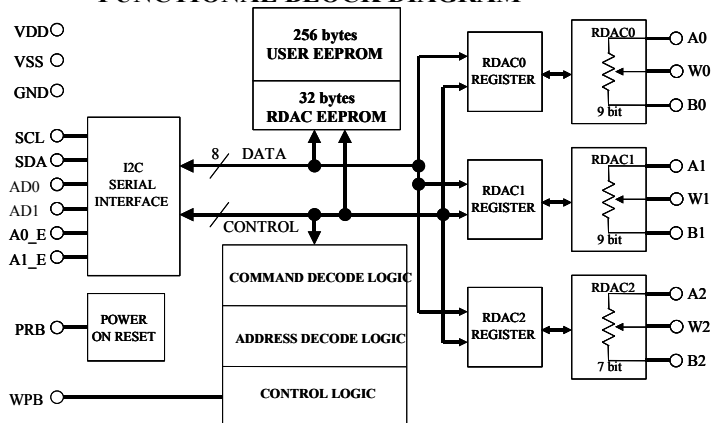 FUNCTIONAL BLOCK DIAGRAM
VDD
VSS
GND
SCL
SDA
AD0
AD1
A0_E
A1_E
PRB
WPB
I2C
SERIAL
INTERFACE
POWER
ON RESET
256 bytes
USER EEPROM
32 bytes
RDAC EEPROM
8
DATA
CONTROL
COMMAND DECODE LOGIC
ADDRESS DECODE LOGIC
CONTROL LOGIC
RDAC0
REGISTER
RDAC1
REGISTER
RDAC2
REGISTER
RDAC0
9 bit
RDAC1
9 bit
RDAC2
7 bit
A0
W0
B0
A1
W1
B1
A2
W2
B2